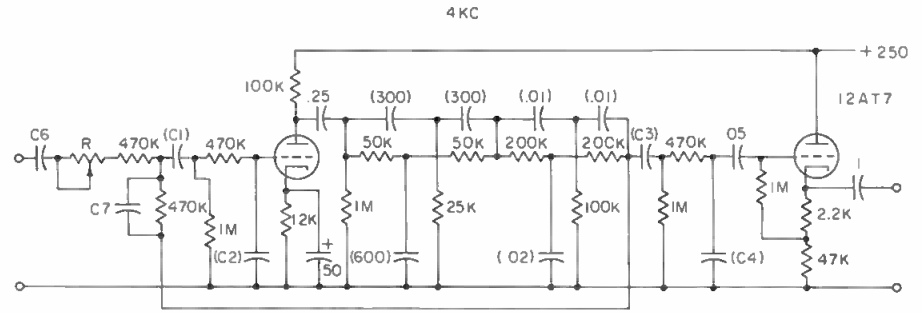 4KC
+ 250
100K
.25
(300)
(300)
(.01)
(.01)
12AT7
C6
R
470K
(C1)
470K
50K
50K
200K
200K
(C3)
470K
05
1
C7
470K
1M
12K
1M
25K
100K
1M
1M
2.2K
(C2)
+
50
(600)
(.02)
(C4)
47K